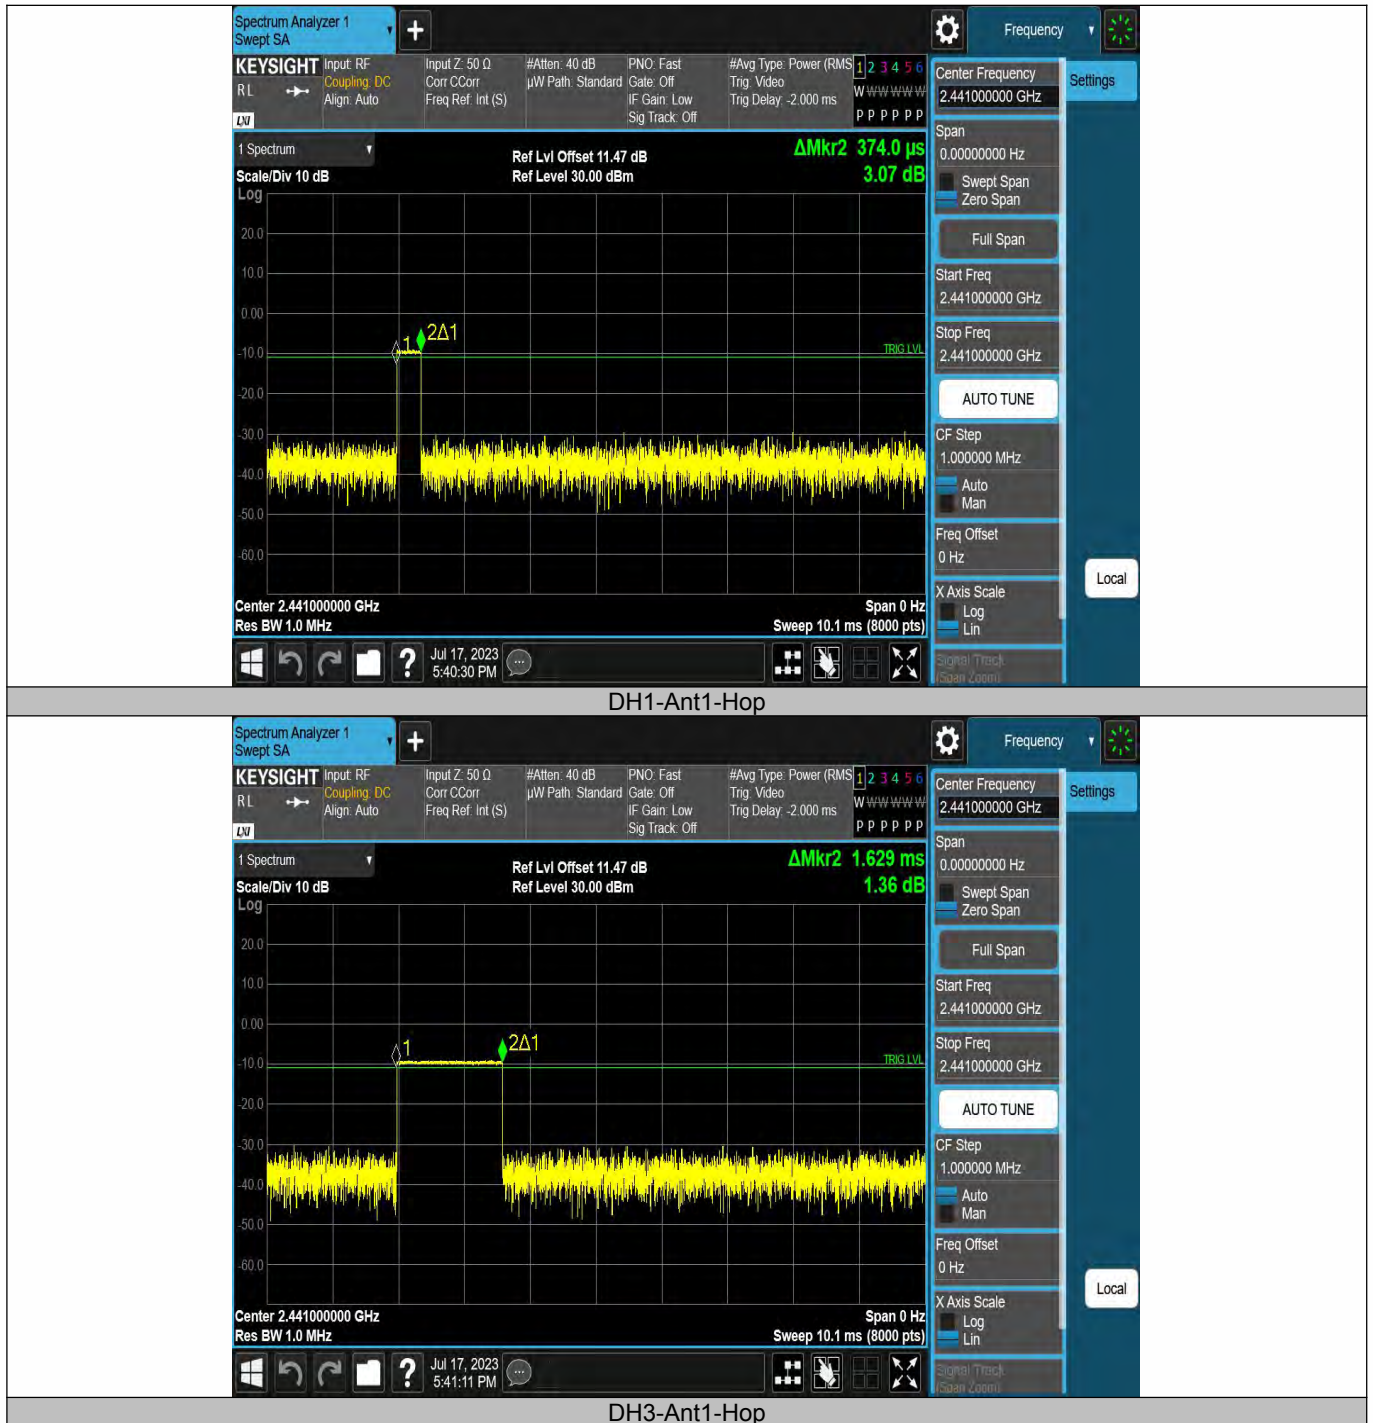 Spectrum Analyzer 1
Swept SA
+
Frequency
KEYSIGHT
RL
LXI
Input: RF
Coupling: DC
Align: Auto
Input Z: 50 Ω
Corr CCorr
Freq Ref: Int (S)
#Atten: 40 dB
µW Path: Standard
PNO: Fast
Gate: Off
IF Gain: Low
Sig Track: Off
#Avg Type: Power (RMS
Trig: Video
Trig Delay: -2.000 ms
1 2 3 4 5 6
W W W W W W
P P P P P P
Center Frequency
2.441000000 GHz
Settings
1 Spectrum
Scale/Div 10 dB
Ref Lvl Offset 11.47 dB
Ref Level 30.00 dBm
ΔMkr2 374.0 µs
3.07 dB
Span
0.00000000 Hz
Swept Span
Zero Span
Log
20.0
10.0
0.00
-10.0
-20.0
-30.0
-40.0
-50.0
-60.0
1
2Δ1
TRIG LVL
Full Span
Start Freq
2.441000000 GHz
Stop Freq
2.441000000 GHz
AUTO TUNE
CF Step
1.000000 MHz
Auto
Man
Freq Offset
0 Hz
X Axis Scale
Log
Lin
Signal Track
(Span Zoom)
Local
Center 2.441000000 GHz
Res BW 1.0 MHz
Span 0 Hz
Sweep 10.1 ms (8000 pts)
?
Jul 17, 2023
5:40:30 PM
DH1-Ant1-Hop
Spectrum Analyzer 1
Swept SA
+
Frequency
KEYSIGHT
RL
LXI
Input: RF
Coupling: DC
Align: Auto
Input Z: 50 Ω
Corr CCorr
Freq Ref: Int (S)
#Atten: 40 dB
µW Path: Standard
PNO: Fast
Gate: Off
IF Gain: Low
Sig Track: Off
#Avg Type: Power (RMS
Trig: Video
Trig Delay: -2.000 ms
1 2 3 4 5 6
W W W W W W
P P P P P P
Center Frequency
2.441000000 GHz
Settings
1 Spectrum
Scale/Div 10 dB
Ref Lvl Offset 11.47 dB
Ref Level 30.00 dBm
ΔMkr2 1.629 ms
1.36 dB
Span
0.00000000 Hz
Swept Span
Zero Span
Log
20.0
10.0
0.00
-10.0
-20.0
-30.0
-40.0
-50.0
-60.0
1
2Δ1
TRIG LVL
Full Span
Start Freq
2.441000000 GHz
Stop Freq
2.441000000 GHz
AUTO TUNE
CF Step
1.000000 MHz
Auto
Man
Freq Offset
0 Hz
X Axis Scale
Log
Lin
Signal Track
(Span Zoom)
Local
Center 2.441000000 GHz
Res BW 1.0 MHz
Span 0 Hz
Sweep 10.1 ms (8000 pts)
?
Jul 17, 2023
5:41:11 PM
DH3-Ant1-Hop